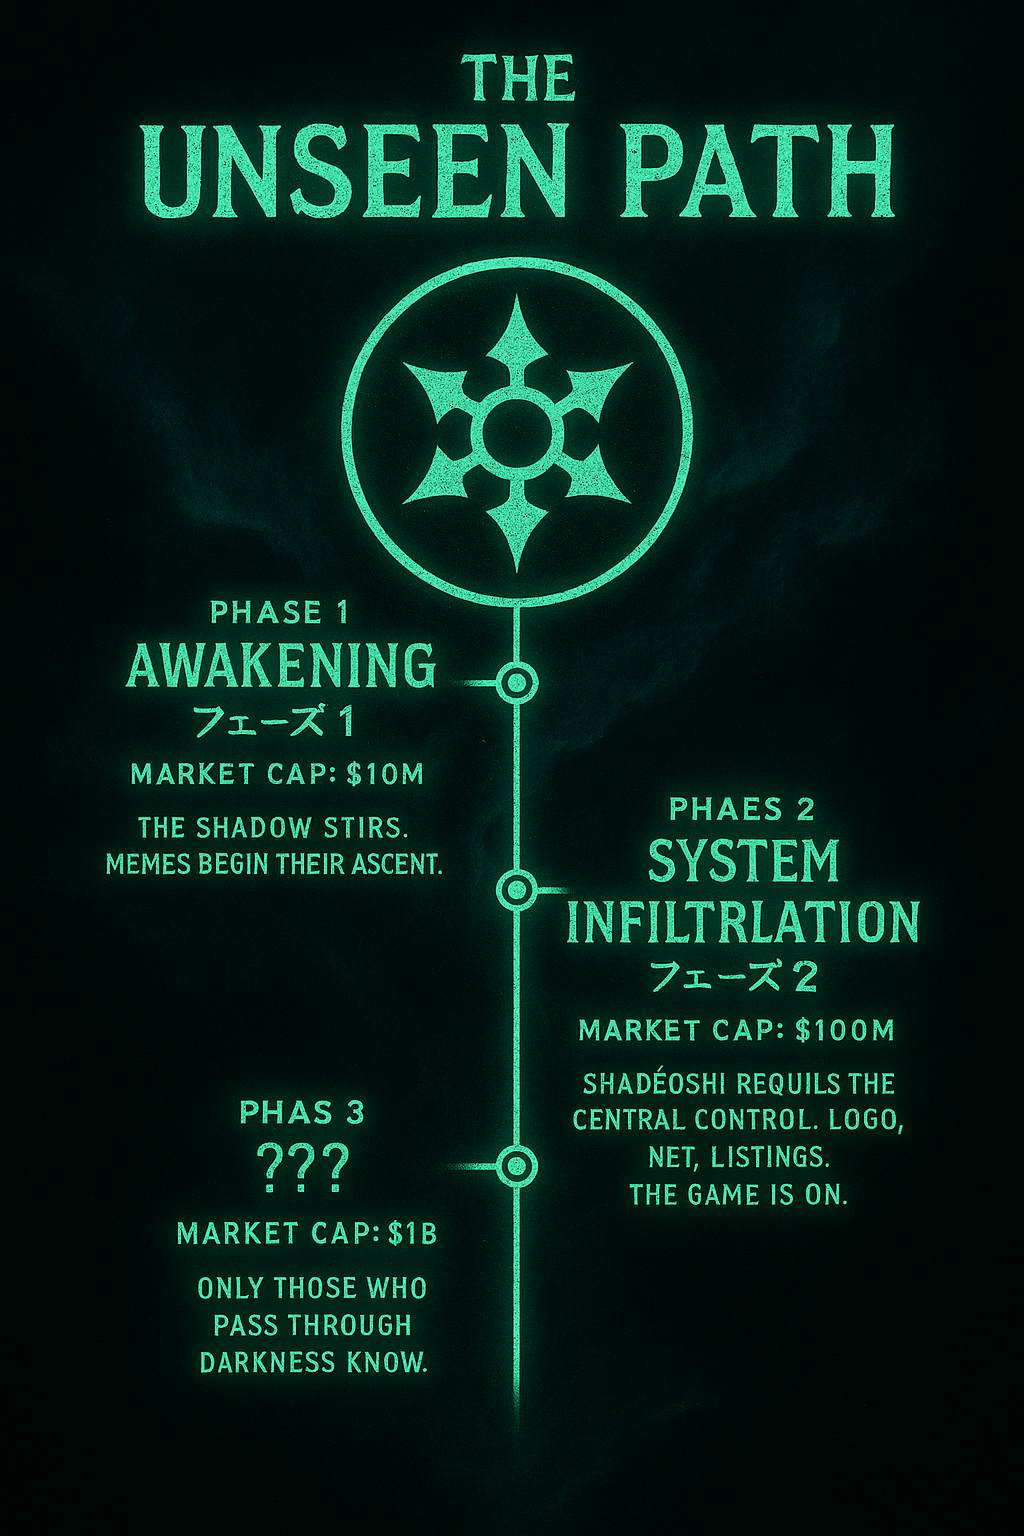 THE
UNSEEN PATH
PHASE 1
AWAKENING
フェーズ 1
MARKET CAP: $10M
THE SHADOW STIRS.
MEMES BEGIN THEIR ASCENT.
PHAES 2
SYSTEM
INFILTRLATION
フェーズ 2
MARKET CAP: $100M
SHADÉOSHI REQUILS THE
CENTRAL CONTROL. LOGO,
NET, LISTINGS.
THE GAME IS ON.
PHAS 3
???
MARKET CAP: $1B
ONLY THOSE WHO
PASS THROUGH
DARKNESS KNOW.